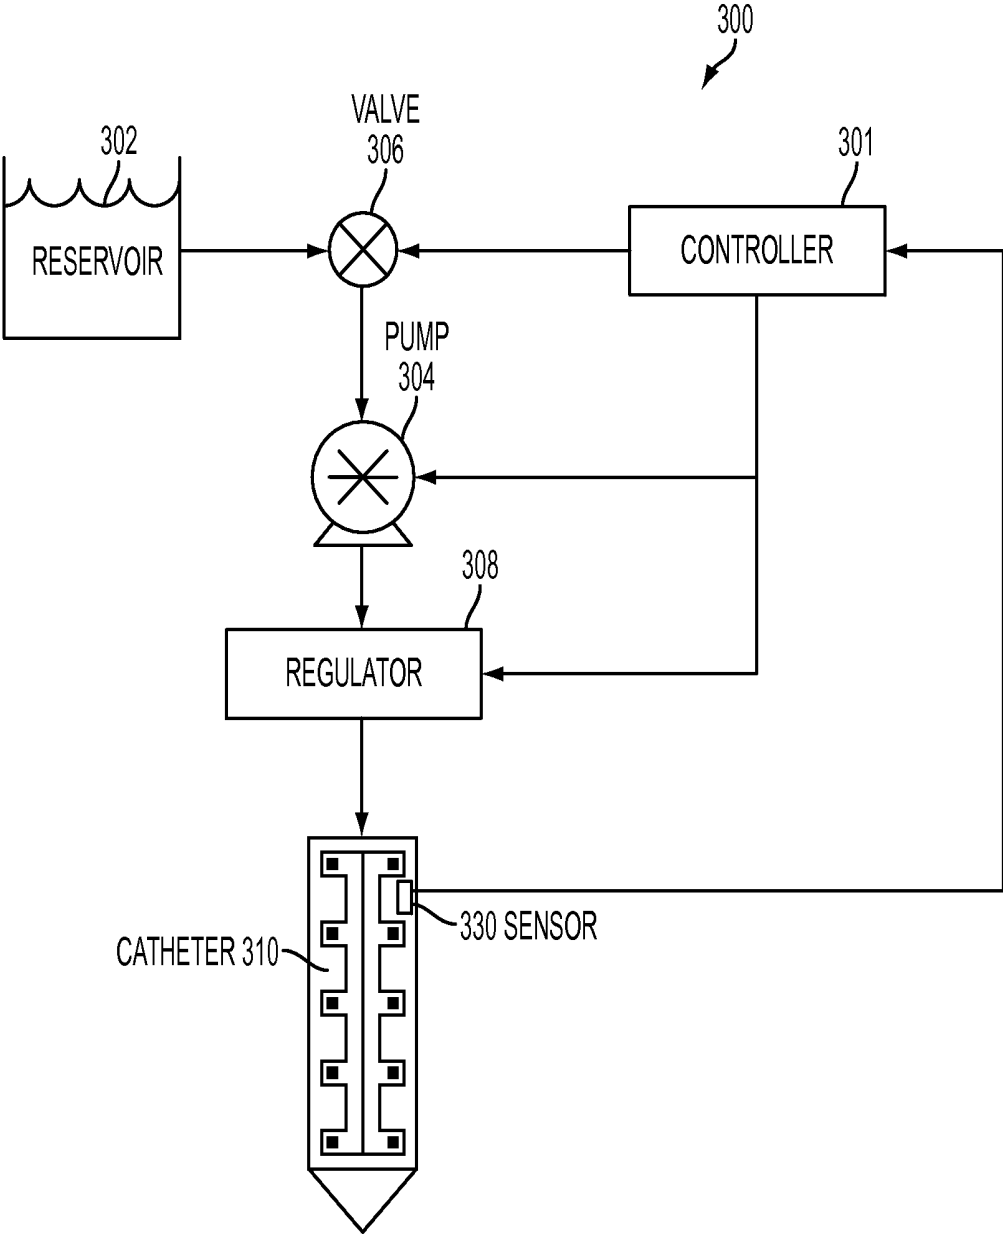 300
VALVE
306
302
301
RESERVOIR
CONTROLLER
PUMP
304
308
REGULATOR
330 SENSOR
CATHETER 310